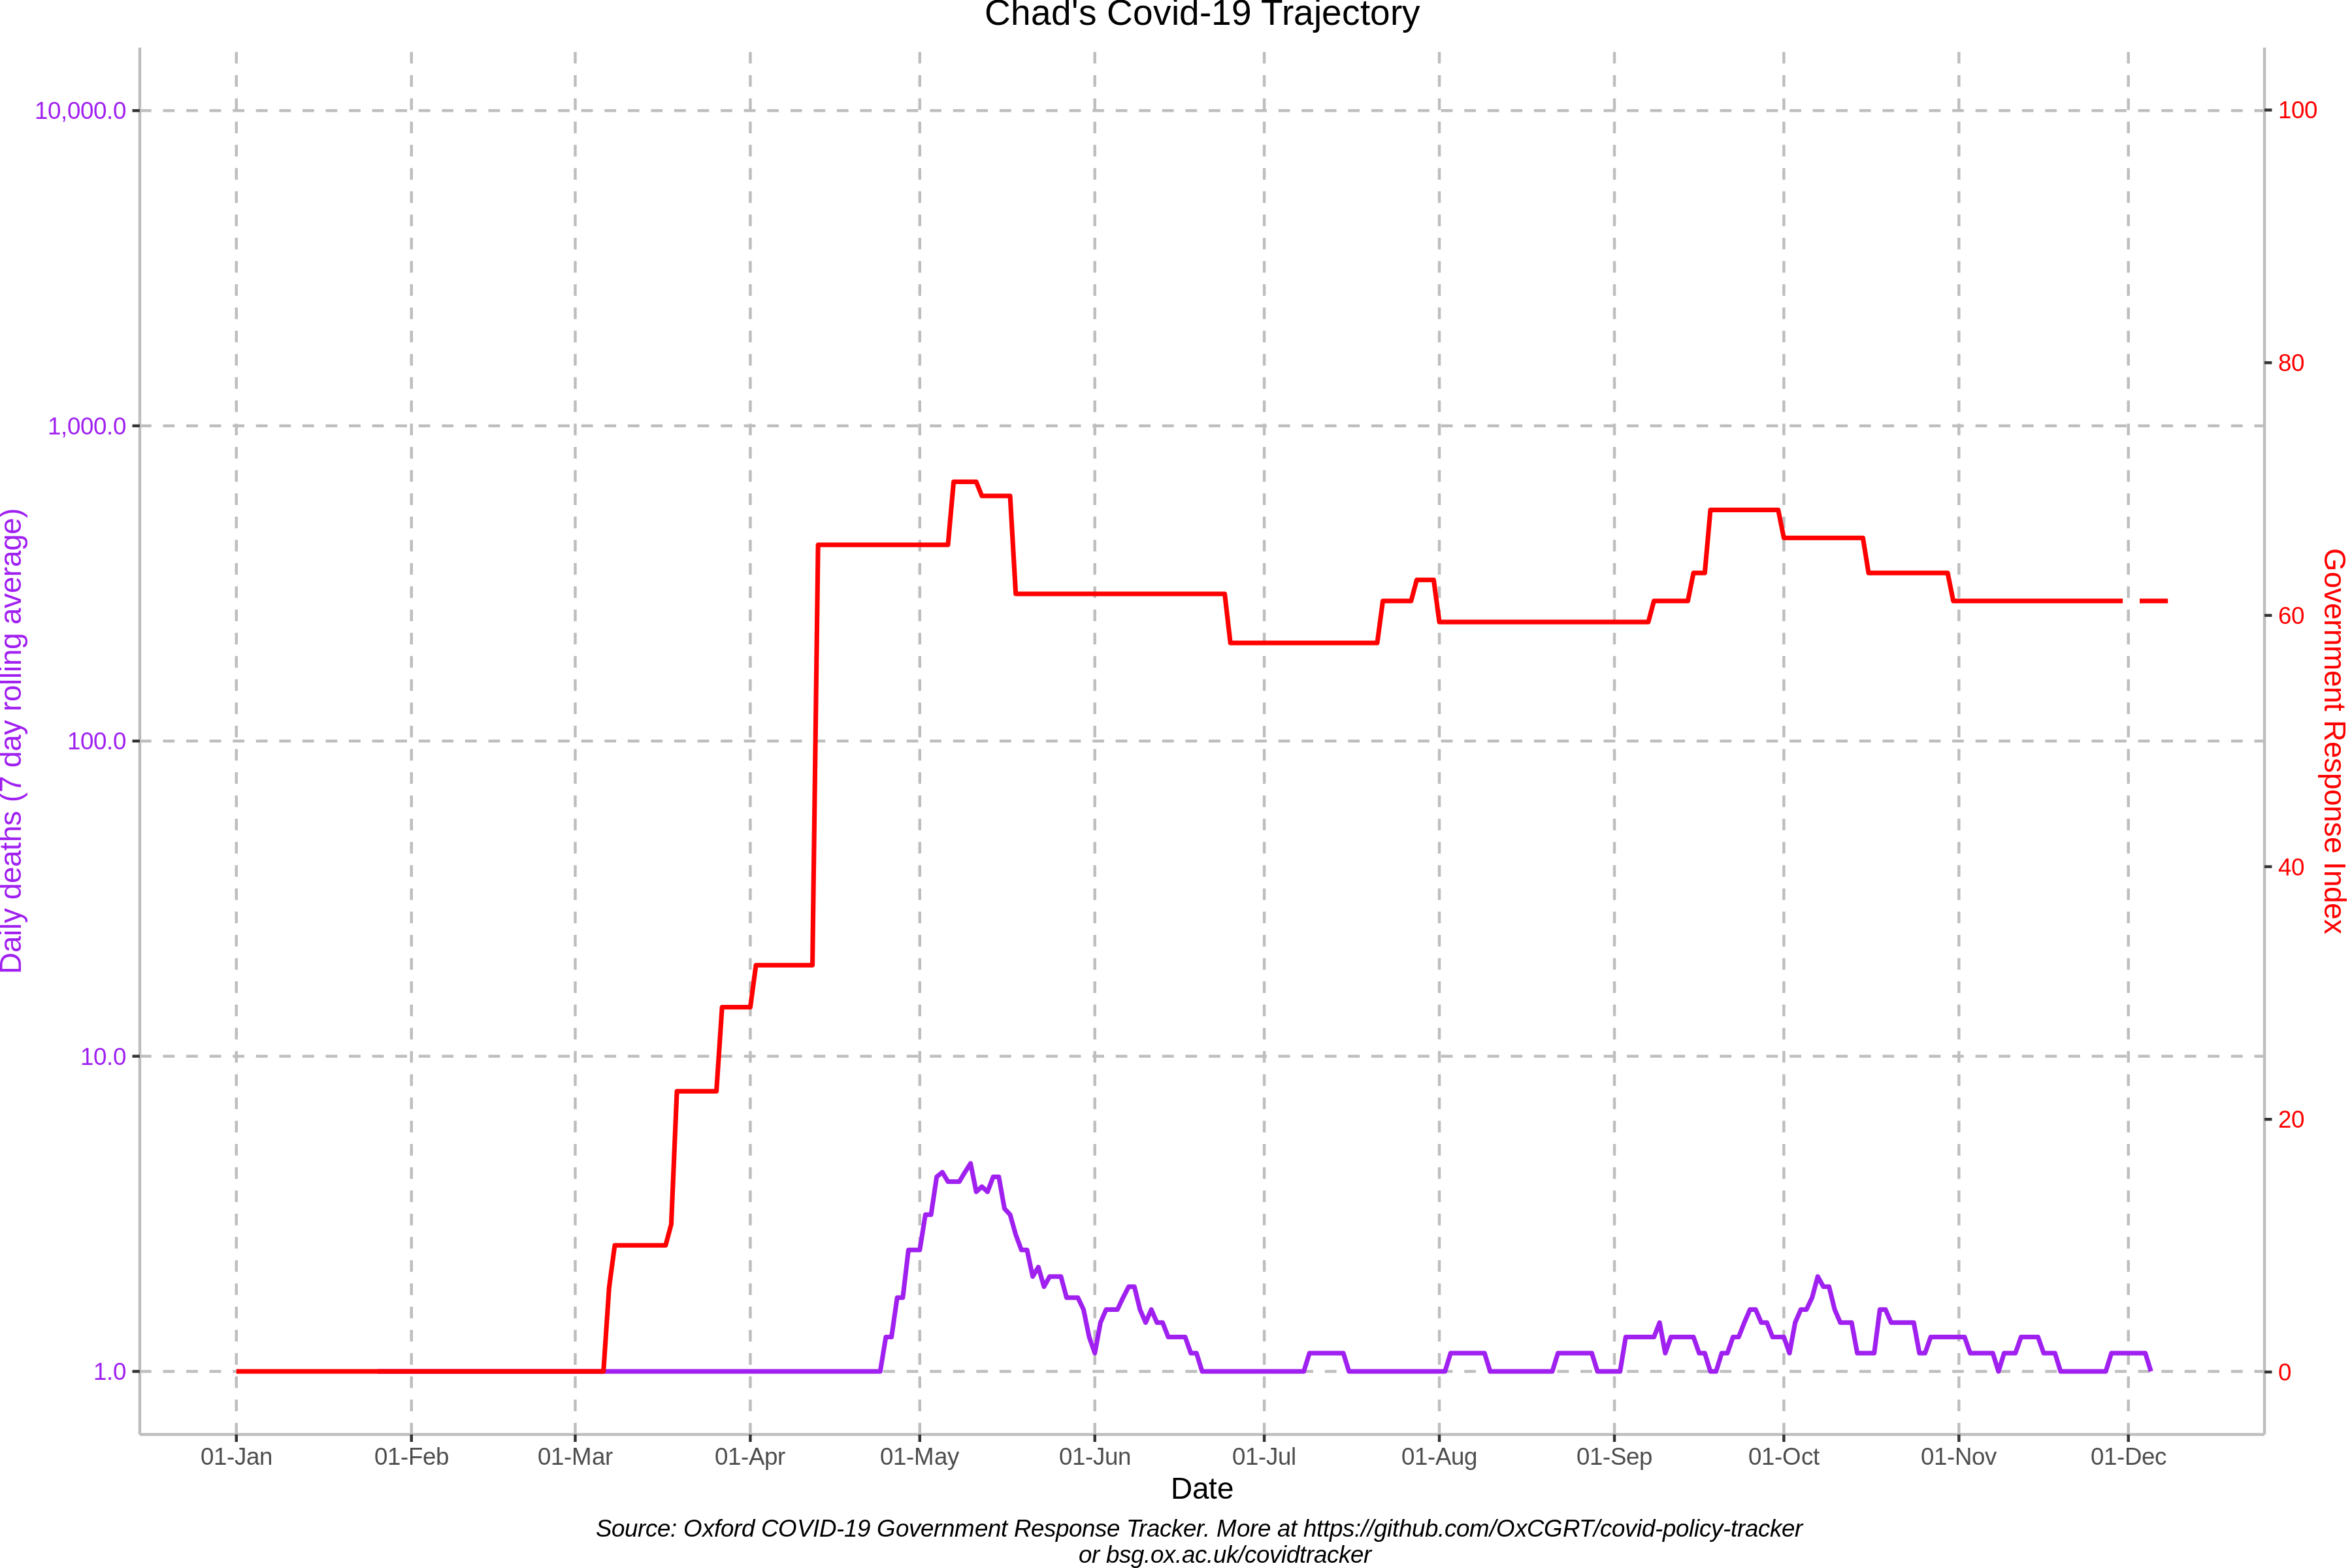 Chad's Covid-19 Trajectory
10,000.0
1,000.0
100.0
10.0
1.0
Daily deaths (7 day rolling average)
100
80
60
40
20
0
Government Response Index
01-Jan
01-Feb
01-Mar
01-Apr
01-May
01-Jun
01-Jul
01-Aug
01-Sep
01-Oct
01-Nov
01-Dec
Date
Source: Oxford COVID-19 Government Response Tracker. More at https://github.com/OxCGRT/covid-policy-tracker
or bsg.ox.ac.uk/covidtracker